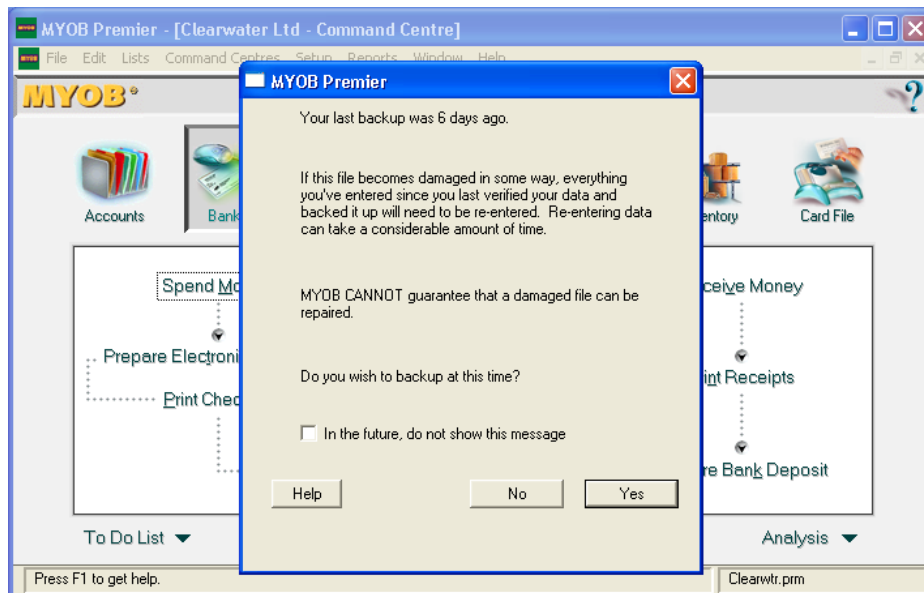 MYOB Premier - [Clearwater Ltd - Command Centre]
File Edit Lists Command Centres Setup Reports Window Help
MYOB
MYOB Premier
Your last backup was 6 days ago.
If this file becomes damaged in some way, everything
you've entered since you last verified your data and
backed it up will need to be re-entered. Re-entering data
can take a considerable amount of time.
MYOB CANNOT guarantee that a damaged file can be
repaired.
Do you wish to backup at this time?
In the future, do not show this message
Help No Yes
Accounts Bank entory Card File
Spend Mo ceive Money
Prepare Electroni int Receipts
Print Chec re Bank Deposit
To Do List Analysis
Press F1 to get help. Clearwtr.prm